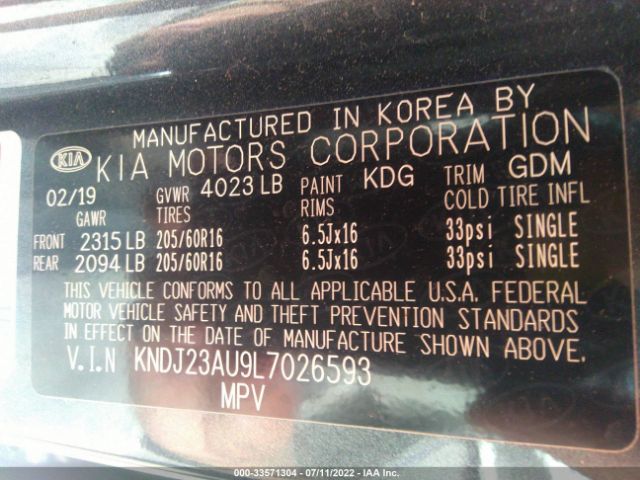 MANUFACTURED IN KOREA BY
KIA KIA MOTORS CORPORATION
02/19 GVWR 4023 LB PAINT KDG TRIM GDM
GAWR TIRES RIMS COLD TIRE INFL
FRONT 2315 LB 205/60R16 6.5Jx16 33psi SINGLE
REAR 2094 LB 205/60R16 6.5Jx16 33psi SINGLE
THIS VEHICLE CONFORMS TO ALL APPLICABLE U.S.A. FEDERAL
MOTOR VEHICLE SAFETY AND THEFT PREVENTION STANDARDS
IN EFFECT ON THE DATE OF MANUFACTURE SHOWN ABOVE.
V.I.N KNDJ23AU9L7026593
MPV
00-33571304 / 07/11/2022 - IAA Inc.